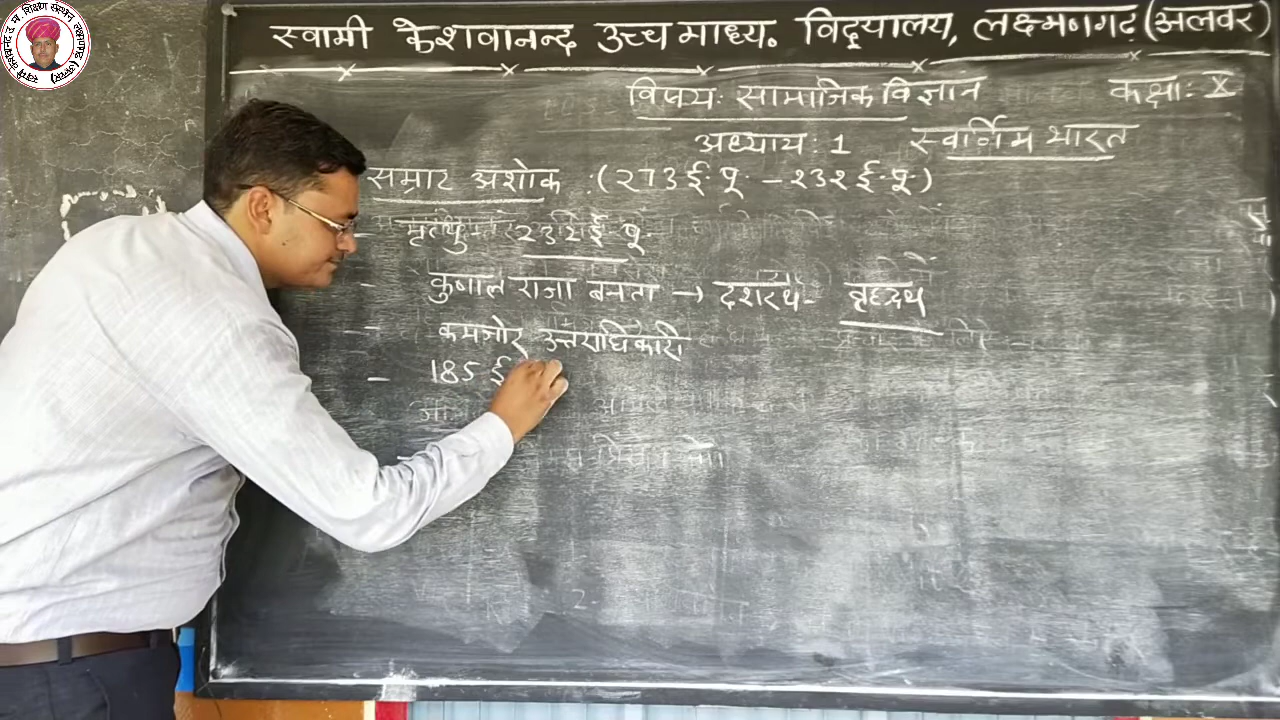 स्वामी केशवानन्द उच्च माध्य. विद्यालय, लक्ष्मणगढ़ (अलवर)
विषय: सामाजिक विज्ञान कक्षा: X
अध्याय: 1 स्वर्णिम भारत
सम्राट अशोक :(273 ई.पू. – 232 ई.पू.)
– मृत्यु 232 ई.पू.
– कुणाल राजा बनता → दशरथ - बृहद्रथ
– कमजोर उत्तराधिकारी
– 185 ई